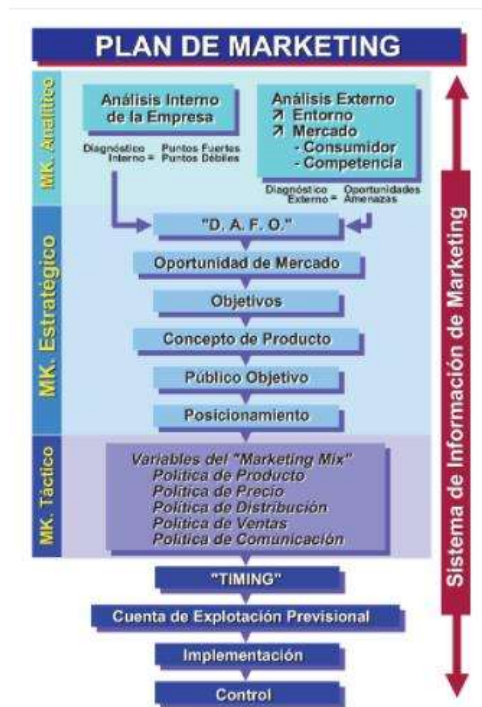 PLAN DE MARKETING
MK. Analítico
Análisis Interno
de la Empresa
Análisis Externo
Entorno
Mercado
- Consumidor
- Competencia
Diagnóstico Interno = Puntos Fuertes
Puntos Débiles
Diagnóstico Externo = Oportunidades
Amenazas
MK. Estratégico
"D. A. F. O."
Oportunidad de Mercado
Objetivos
Concepto de Producto
Público Objetivo
Posicionamiento
MK. Táctico
Variables del "Marketing Mix"
Política de Producto
Política de Precio
Política de Distribución
Política de Ventas
Política de Comunicación
"TIMING"
Cuenta de Explotación Previsional
Implementación
Control
Sistema de Información de Marketing